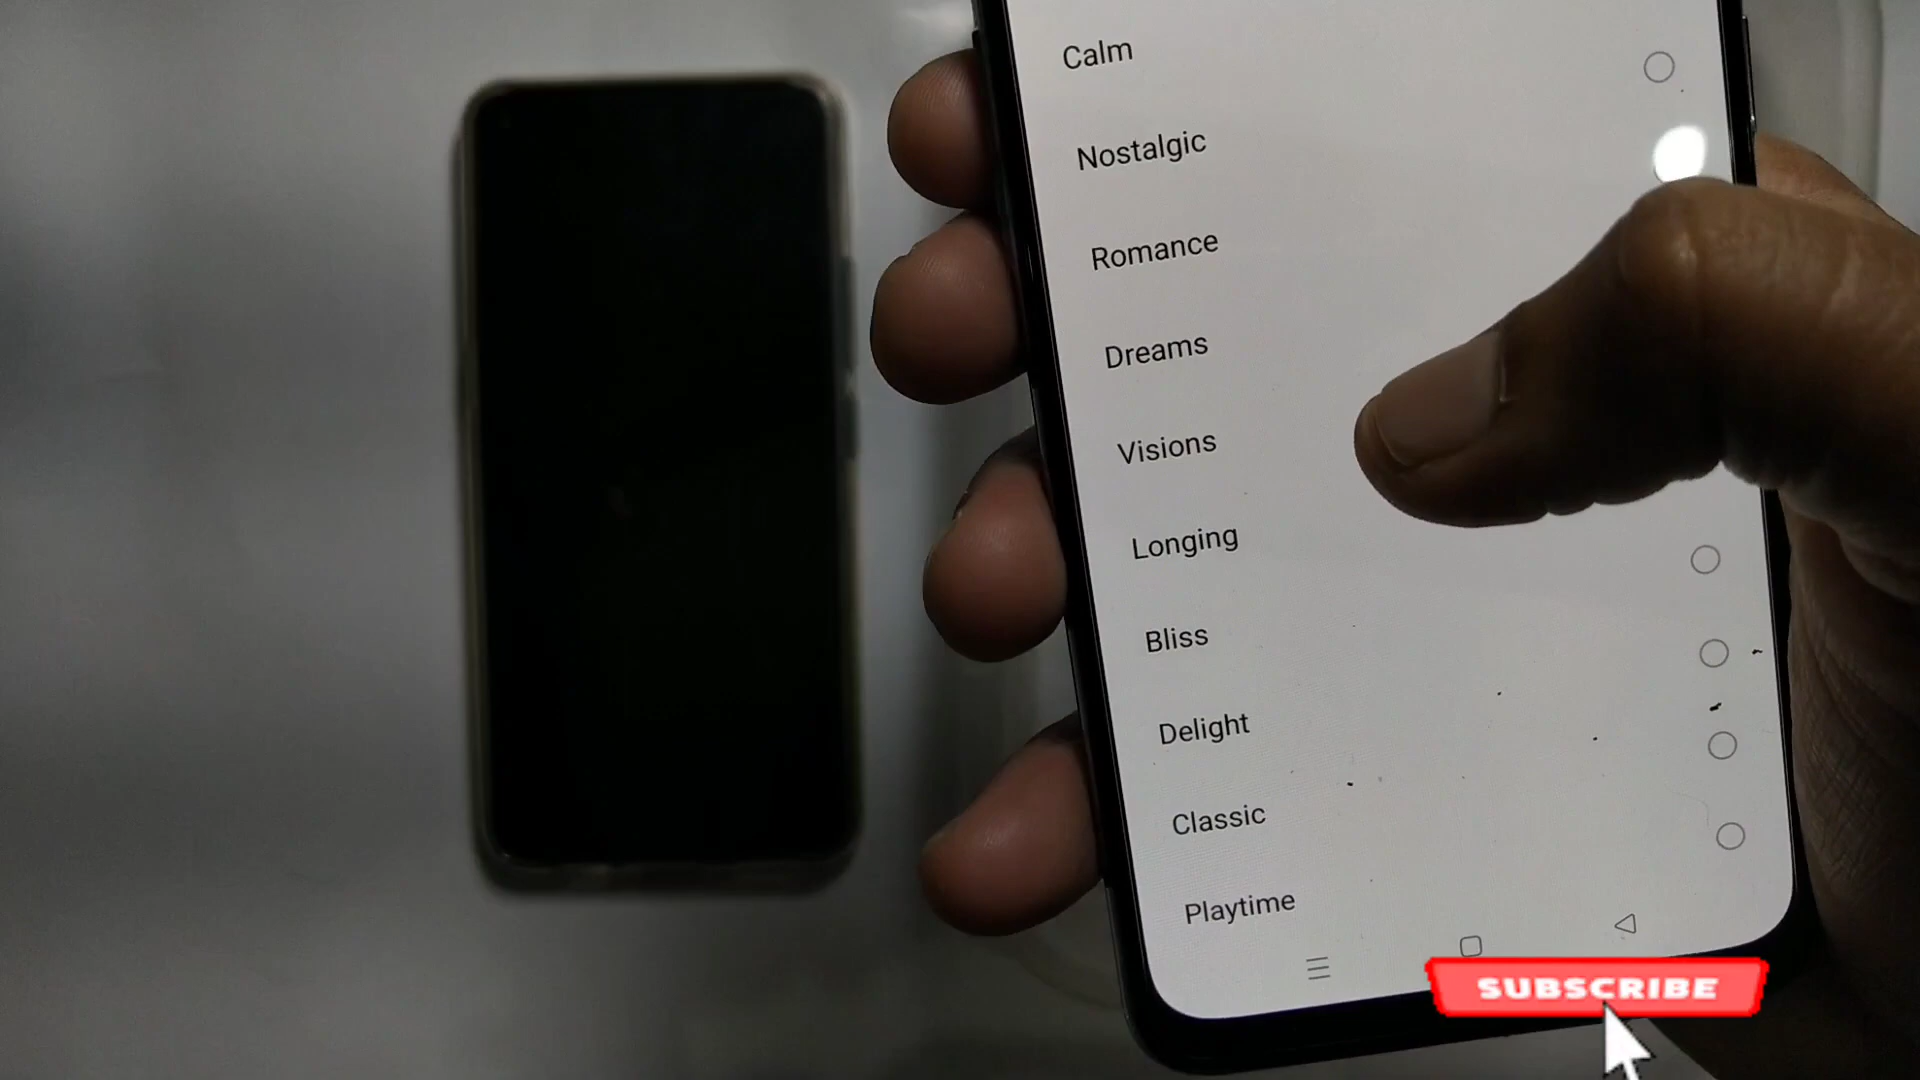 Calm
Nostalgic
Romance
Dreams
Visions
Longing
Bliss
Delight
Classic
Playtime
SUBSCRIBE